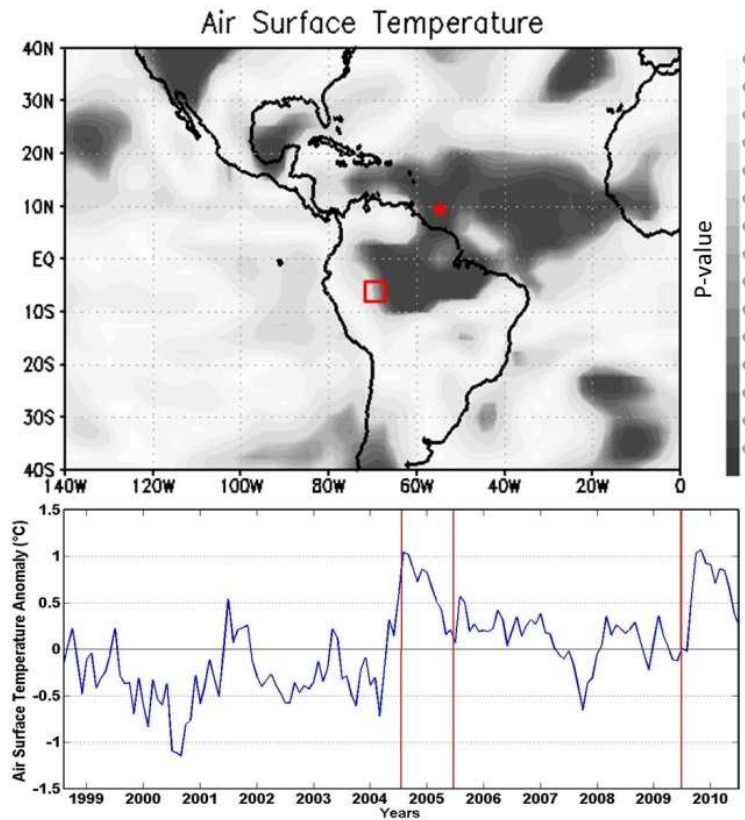 Air Surface Temperature
40N
30N
20N
10N
EQ
10S
20S
30S
40S
140W 120W 100W 80W 60W 40W 20W 0
P-value
1.5
1
0.5
0
-0.5
-1
-1.5
Air Surface Temperature Anomaly (°C)
1999 2000 2001 2002 2003 2004 2005 2006 2007 2008 2009 2010
Years